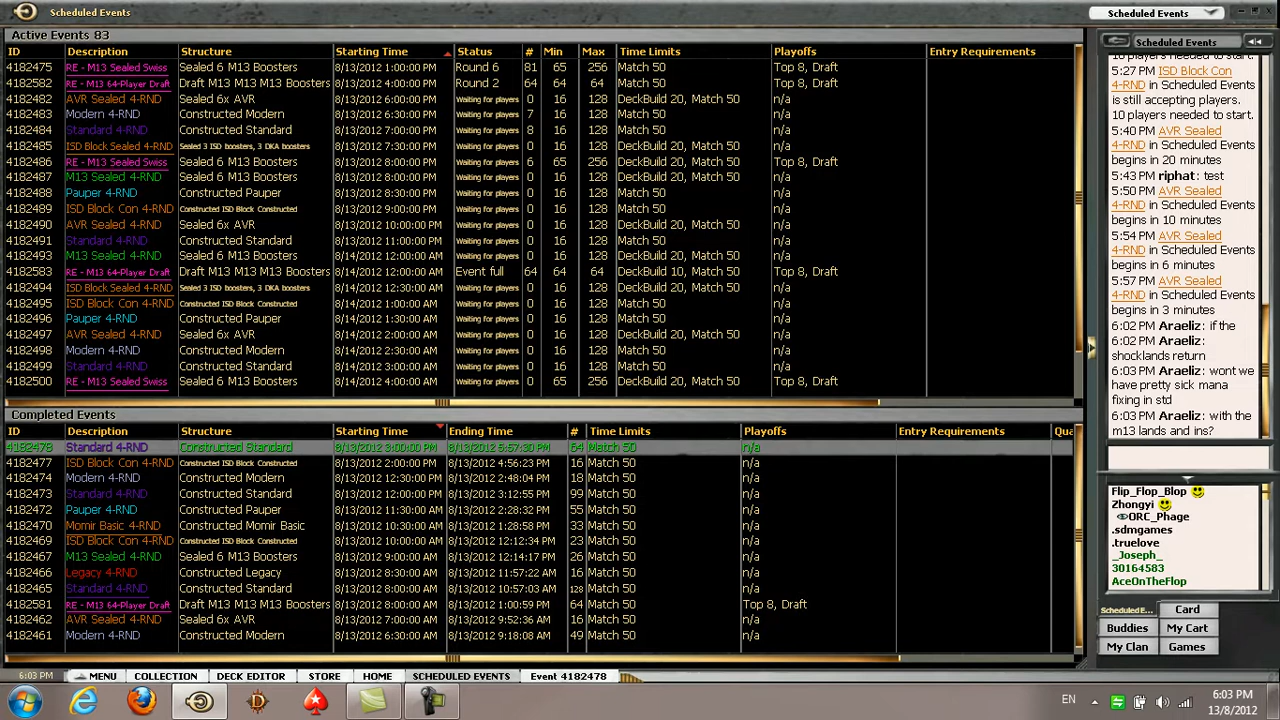 Scheduled Events
Scheduled Events
Active Events 83
ID Description Structure Starting Time Status # Min Max Time Limits Playoffs Entry Requirements
4182475 RE - M13 Sealed Swiss Sealed 6 M13 Boosters 8/13/2012 1:00:00 PM Round 6 81 65 256 DeckBuild 20, Match 50 Top 8, Draft
4182582 RE - M13 64-Player Draft Draft M13 M13 M13 Boosters 8/13/2012 4:00:00 PM Round 2 64 64 64 DeckBuild 10, Match 50 Top 8, Draft
4182482 AVR Sealed 4-RND Sealed 6x AVR 8/13/2012 6:00:00 PM Waiting for players 0 16 128 DeckBuild 20, Match 50 n/a
4182483 Modern 4-RND Constructed Modern 8/13/2012 6:30:00 PM Waiting for players 7 16 128 Match 50 n/a
4182484 Standard 4-RND Constructed Standard 8/13/2012 7:00:00 PM Waiting for players 8 16 128 Match 50 n/a
4182485 ISD Block Sealed 4-RND Sealed 3 ISD boosters, 3 DKA boosters 8/13/2012 7:30:00 PM Waiting for players 0 16 128 DeckBuild 20, Match 50 n/a
4182486 RE - M13 Sealed Swiss Sealed 6 M13 Boosters 8/13/2012 8:00:00 PM Waiting for players 6 65 256 DeckBuild 20, Match 50 Top 8, Draft
4182487 M13 Sealed 4-RND Sealed 6 M13 Boosters 8/13/2012 8:00:00 PM Waiting for players 0 16 128 DeckBuild 20, Match 50 n/a
4182488 Pauper 4-RND Constructed Pauper 8/13/2012 8:30:00 PM Waiting for players 0 16 128 Match 50 n/a
4182489 ISD Block Con 4-RND Constructed ISD Block Constructed 8/13/2012 9:00:00 PM Waiting for players 0 16 128 Match 50 n/a
4182490 AVR Sealed 4-RND Sealed 6x AVR 8/13/2012 10:00:00 PM Waiting for players 0 16 128 DeckBuild 20, Match 50 n/a
4182491 Standard 4-RND Constructed Standard 8/13/2012 11:00:00 PM Waiting for players 0 16 128 Match 50 n/a
4182493 M13 Sealed 4-RND Sealed 6 M13 Boosters 8/13/2012 11:00:00 PM Waiting for players 0 16 128 DeckBuild 20, Match 50 n/a
4182583 RE - M13 64-Player Draft Draft M13 M13 M13 Boosters 8/14/2012 12:00:00 AM Event full 64 64 64 DeckBuild 10, Match 50 Top 8, Draft
4182494 ISD Block Sealed 4-RND Sealed 3 ISD boosters, 3 DKA boosters 8/14/2012 12:30:00 AM Waiting for players 0 16 128 DeckBuild 20, Match 50 n/a
4182495 ISD Block Con 4-RND Constructed ISD Block Constructed 8/14/2012 1:00:00 AM Waiting for players 0 16 128 Match 50 n/a
4182496 Pauper 4-RND Constructed Pauper 8/14/2012 1:30:00 AM Waiting for players 0 16 128 Match 50 n/a
4182497 AVR Sealed 4-RND Sealed 6x AVR 8/14/2012 2:00:00 AM Waiting for players 0 16 128 DeckBuild 20, Match 50 n/a
4182498 Modern 4-RND Constructed Modern 8/14/2012 2:30:00 AM Waiting for players 0 16 128 Match 50 n/a
4182499 Standard 4-RND Constructed Standard 8/14/2012 3:00:00 AM Waiting for players 0 16 128 Match 50 n/a
4182500 RE - M13 Sealed Swiss Sealed 6 M13 Boosters 8/14/2012 4:00:00 AM Waiting for players 0 65 256 DeckBuild 20, Match 50 Top 8, Draft
Completed Events
ID Description Structure Starting Time Ending Time # Time Limits Playoffs Entry Requirements Qua
4182478 Standard 4-RND Constructed Standard 8/13/2012 3:00:00 PM 8/13/2012 5:57:30 PM 64 Match 50 n/a
4182477 ISD Block Con 4-RND Constructed ISD Block Constructed 8/13/2012 2:00:00 PM 8/13/2012 4:56:23 PM 16 Match 50 n/a
4182474 Modern 4-RND Constructed Modern 8/13/2012 12:30:00 PM 8/13/2012 2:48:04 PM 18 Match 50 n/a
4182473 Standard 4-RND Constructed Standard 8/13/2012 12:00:00 PM 8/13/2012 3:12:55 PM 99 Match 50 n/a
4182472 Pauper 4-RND Constructed Pauper 8/13/2012 11:30:00 AM 8/13/2012 2:28:32 PM 55 Match 50 n/a
4182470 Momir Basic 4-RND Constructed Momir Basic 8/13/2012 10:30:00 AM 8/13/2012 1:28:58 PM 33 Match 50 n/a
4182469 ISD Block Con 4-RND Constructed ISD Block Constructed 8/13/2012 10:00:00 AM 8/13/2012 12:12:34 PM 23 Match 50 n/a
4182467 M13 Sealed 4-RND Sealed 6 M13 Boosters 8/13/2012 9:00:00 AM 8/13/2012 12:14:17 PM 26 Match 50 n/a
4182466 Legacy 4-RND Constructed Legacy 8/13/2012 8:30:00 AM 8/13/2012 11:57:22 AM 16 Match 50 n/a
4182465 Standard 4-RND Constructed Standard 8/13/2012 8:00:00 AM 8/13/2012 10:57:03 AM 128 Match 50 n/a
4182581 RE - M13 64-Player Draft Draft M13 M13 M13 Boosters 8/13/2012 8:00:00 AM 8/13/2012 1:00:59 PM 64 Match 50 Top 8, Draft
4182462 AVR Sealed 4-RND Sealed 6x AVR 8/13/2012 7:00:00 AM 8/13/2012 9:52:36 AM 16 Match 50 n/a
4182461 Modern 4-RND Constructed Modern 8/13/2012 6:30:00 AM 8/13/2012 9:18:08 AM 49 Match 50 n/a
Scheduled Events
10 players needed to start.
5:27 PM ISD Block Con
4-RND in Scheduled Events
is still accepting players.
10 players needed to start.
5:40 PM AVR Sealed
4-RND in Scheduled Events
begins in 20 minutes
5:43 PM riphat: test
5:50 PM AVR Sealed
4-RND in Scheduled Events
begins in 10 minutes
5:54 PM AVR Sealed
4-RND in Scheduled Events
begins in 6 minutes
5:57 PM AVR Sealed
4-RND in Scheduled Events
begins in 3 minutes
6:02 PM Araeliz: if the
6:02 PM Araeliz:
shocklands return
6:03 PM Araeliz: wont we
have pretty sick mana
fixing in std
6:03 PM Araeliz: with the
m13 lands and ins?
Flip_Flop_Blop
Zhongyi
ORC_Phage
.sdmgames
.truelove
_Joseph_
30164583
AceOnTheFlop
Scheduled E... Card
Buddies My Cart
My Clan Games
6:03 PM MENU COLLECTION DECK EDITOR STORE HOME SCHEDULED EVENTS Event 4182478
EN
6:03 PM
13/8/2012